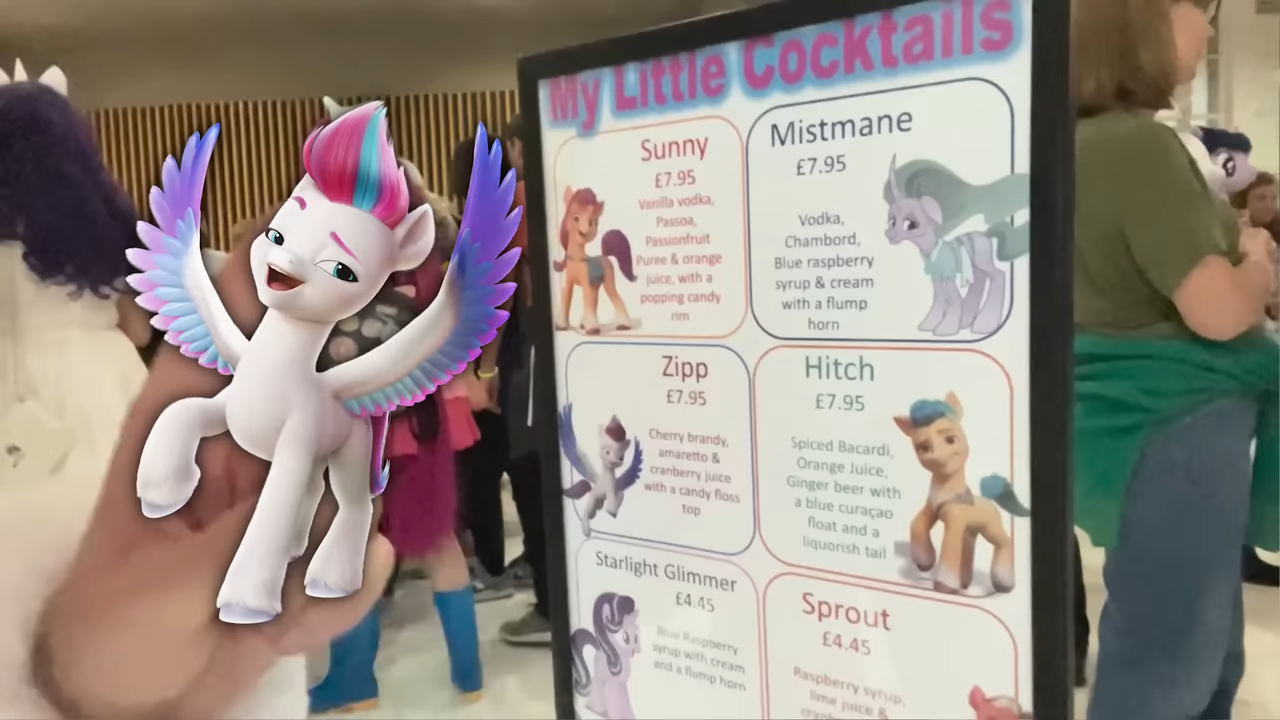 My Little Cocktails
Sunny
£7.95
Vanilla vodka,
Passoa,
Passionfruit
Puree & orange
juice, with a
popping candy
rim
Mistmane
£7.95
Vodka,
Chambord,
Blue raspberry
syrup & cream
with a flump
horn
Zipp
£7.95
Cherry brandy,
amaretto &
cranberry juice
with a candy floss
top
Hitch
£7.95
Spiced Bacardi,
Orange Juice,
Ginger beer with
a blue curaçao
float and a
liquorish tail
Starlight Glimmer
£4.45
Blue Raspberry
syrup with cream
and a flump horn
Sprout
£4.45
Raspberry syrup,
lime juice &